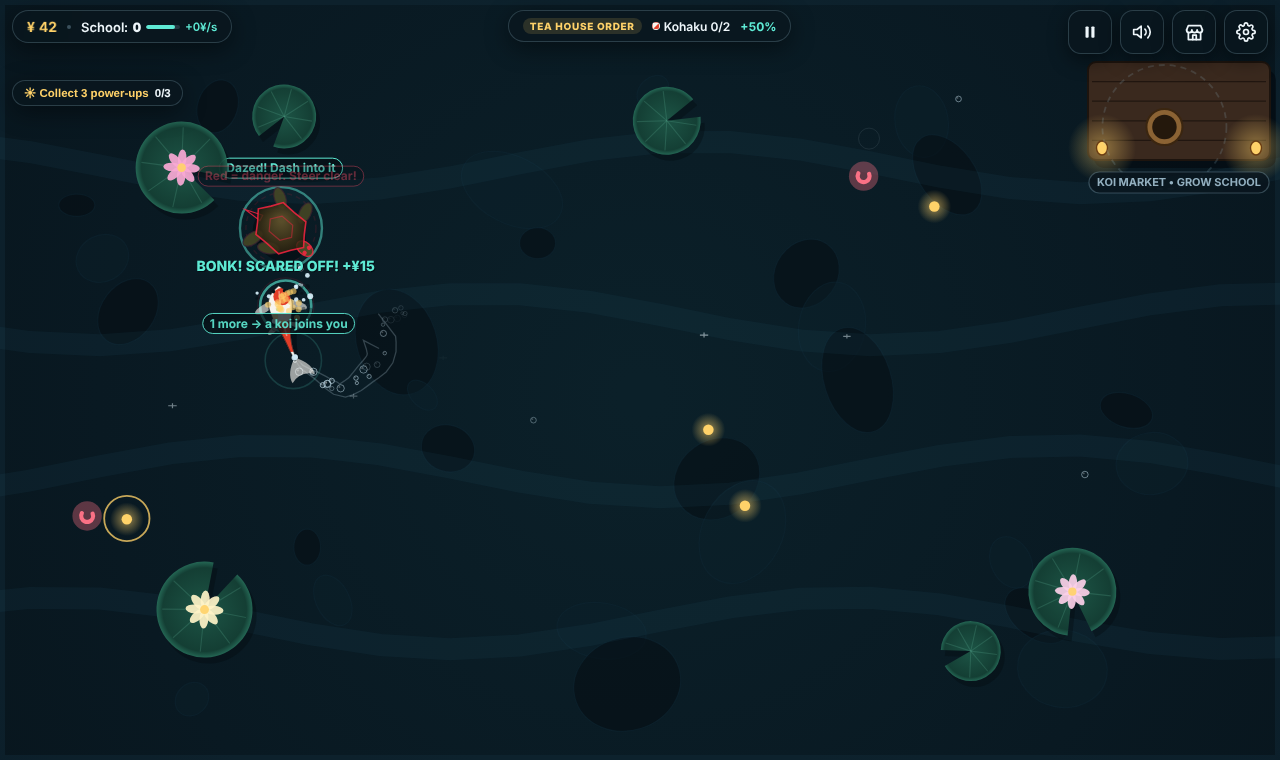 ¥ 42 • School: 0 +0¥/s
TEA HOUSE ORDER Kohaku 0/2 +50%
Collect 3 power-ups 0/3
Dazed! Dash into it
Red = danger. Steer clear!
BONK! SCARED OFF! +¥15
1 more → a koi joins you
KOI MARKET • GROW SCHOOL